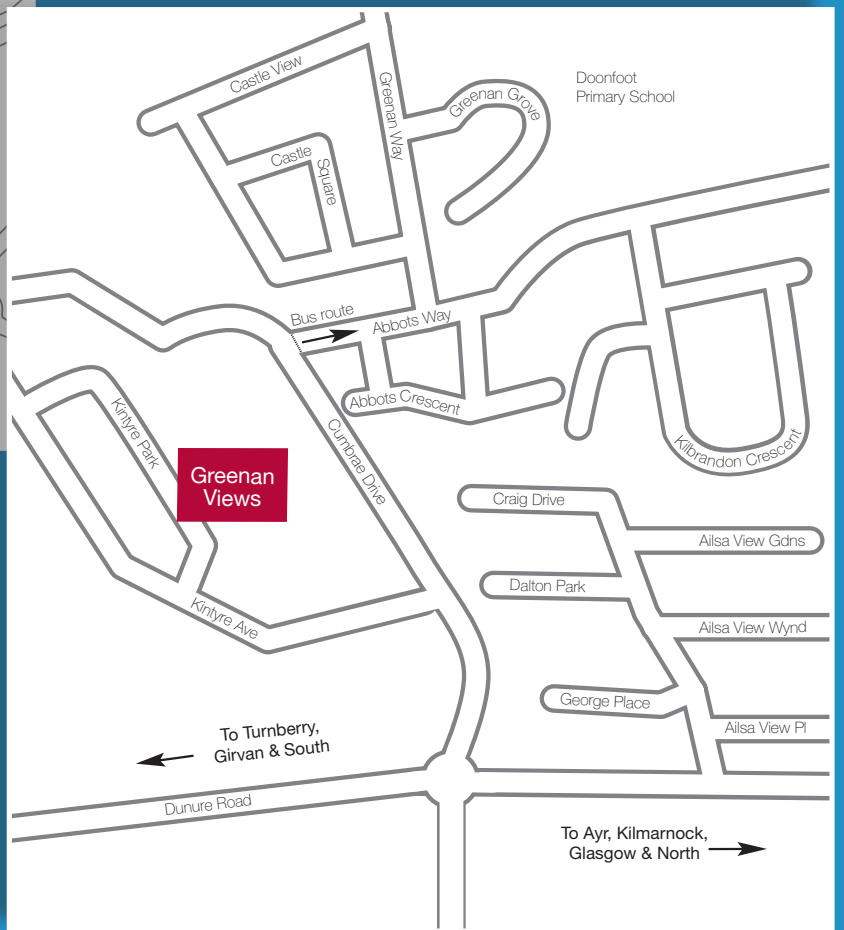 Castle View
Greenan Way
Greenan Grove
Doonfoot
Primary School
Castle
Square
Bus route
Abbots Way
Abbots Crescent
Kintyre Park
Cumbrae Drive
Greenan
Views
Kilbrandon Crescent
Craig Drive
Ailsa View Gdns
Dalton Park
Kintyre Ave
Ailsa View Wynd
George Place
Ailsa View Pl
To Turnberry,
Girvan & South
Dunure Road
To Ayr, Kilmarnock,
Glasgow & North